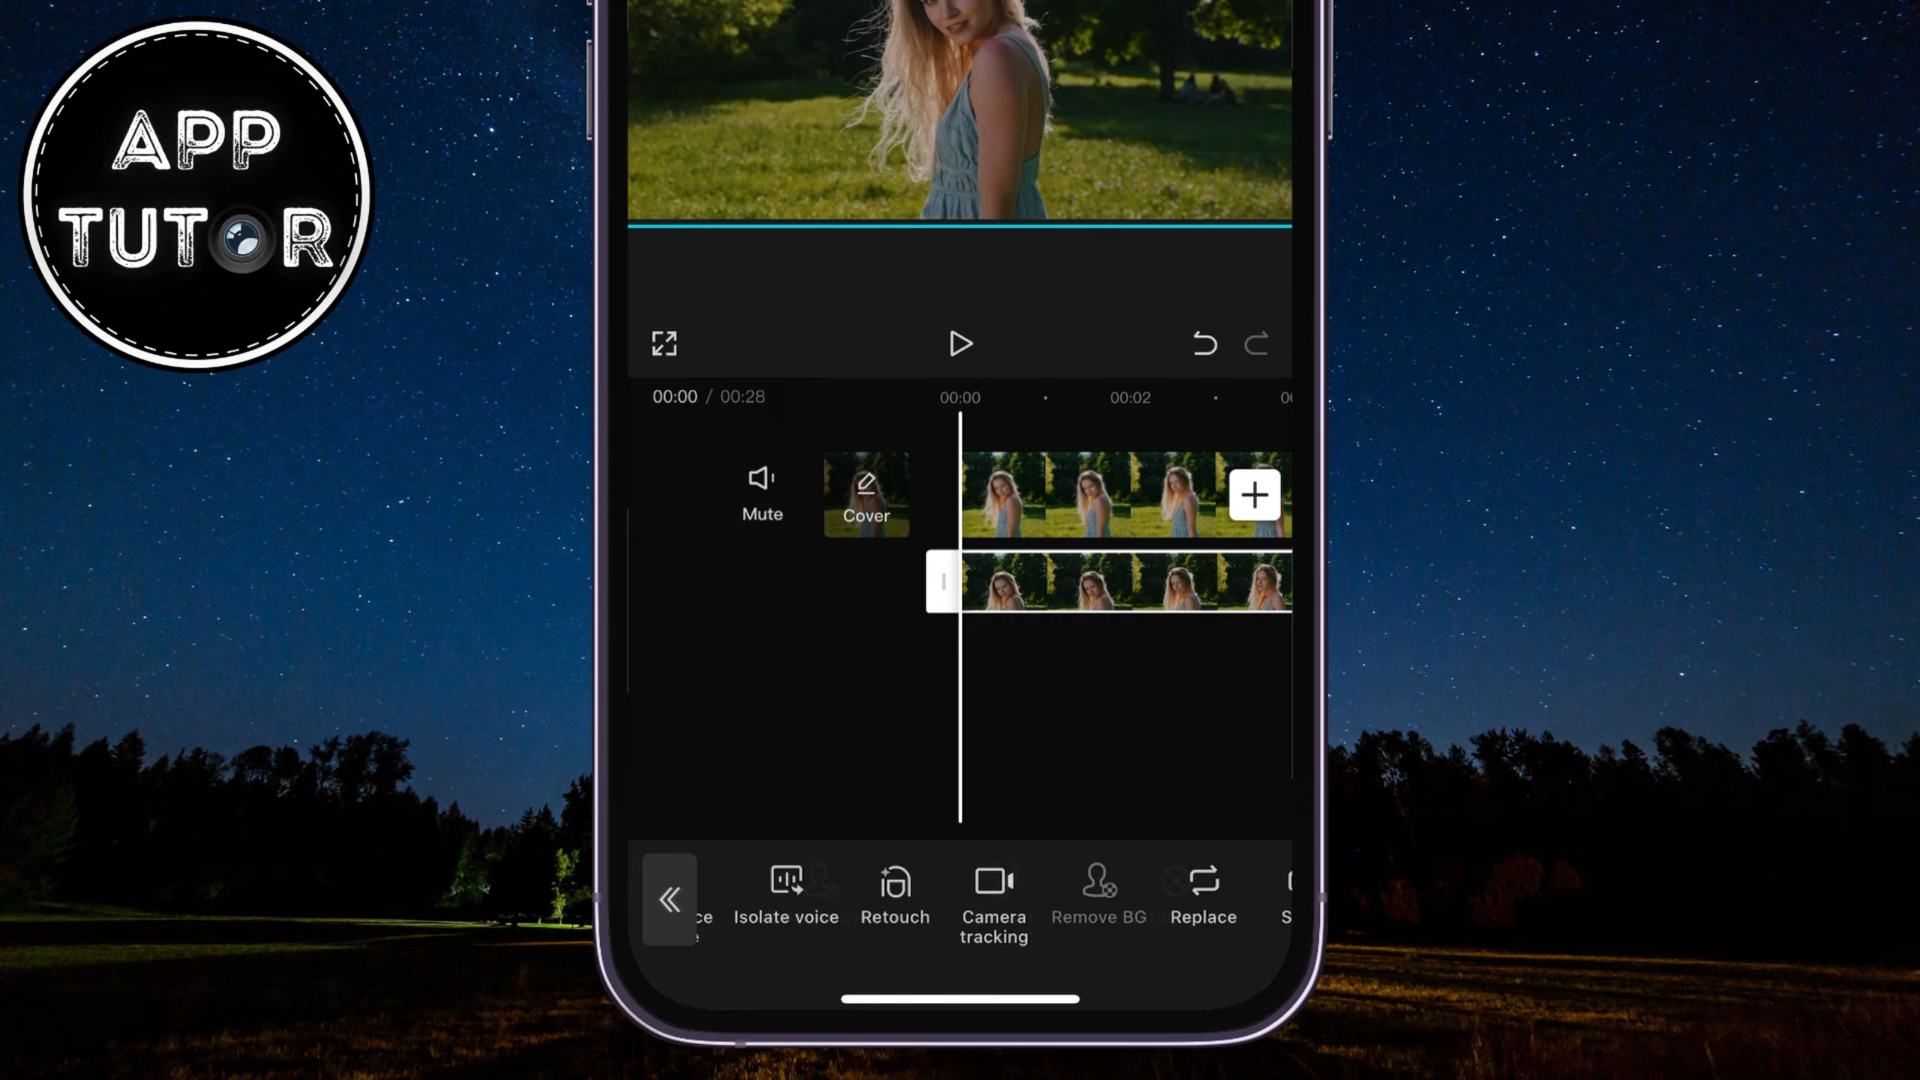 APP
TUTOR
00:00 / 00:28
00:00
00:02
Mute
Cover
Isolate voice
Retouch
Camera
tracking
Remove BG
Replace